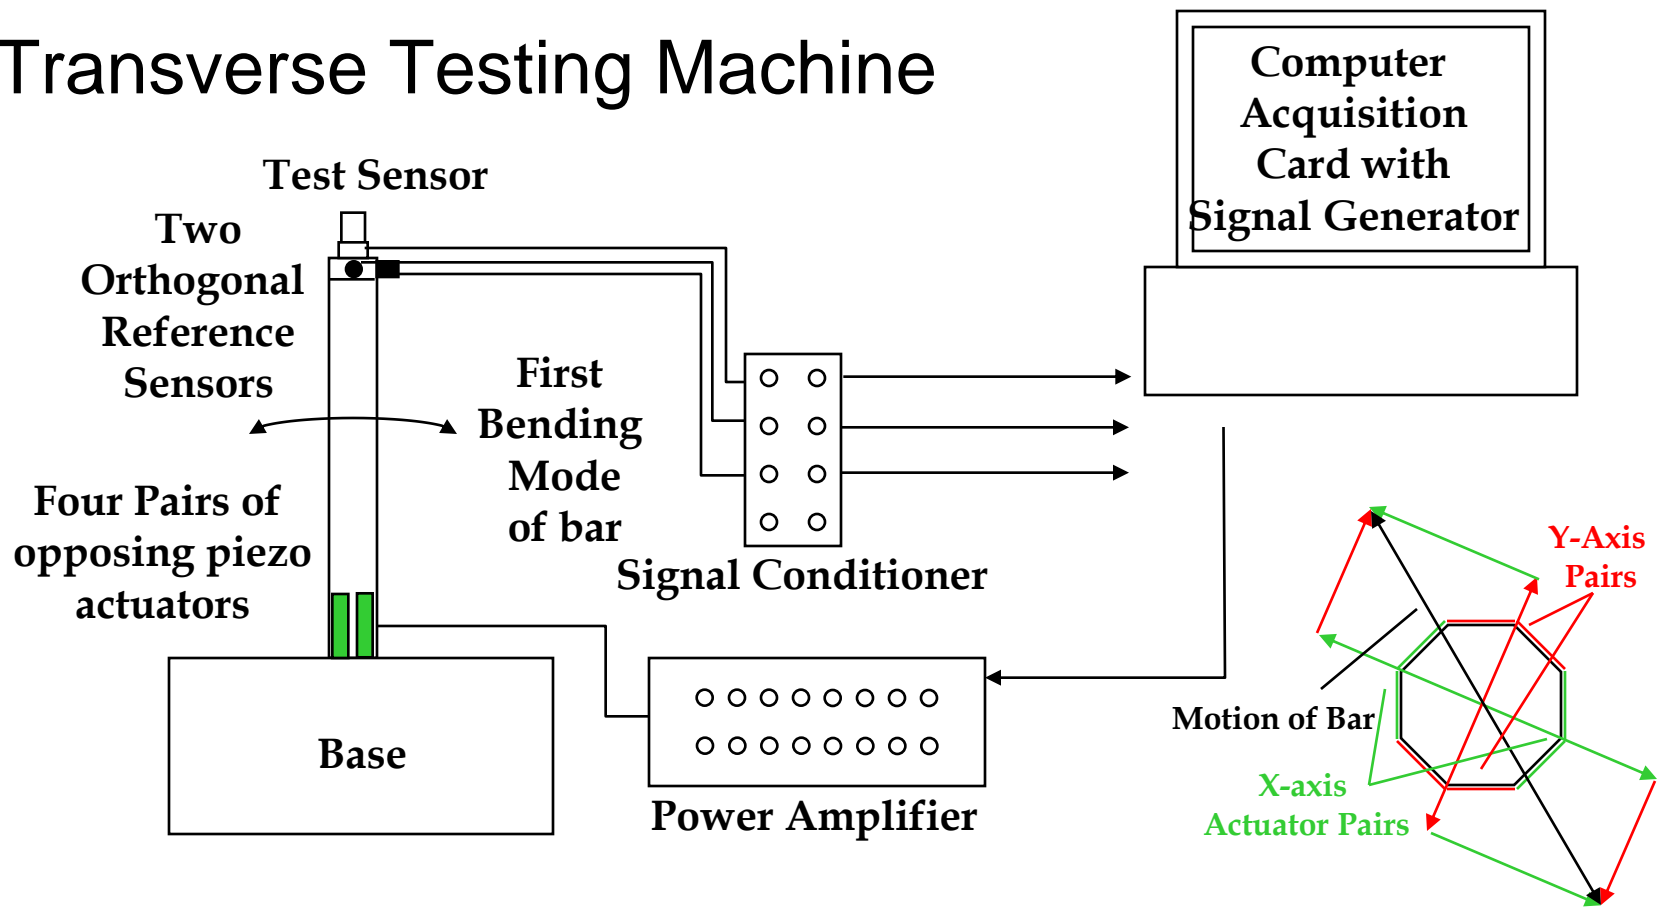 Transverse Testing Machine
Computer
Acquisition
Card with
Signal Generator
Test Sensor
Two
Orthogonal
Reference
Sensors
First
Bending
Mode
of bar
Four Pairs of
opposing piezo
actuators
Signal Conditioner
Y-Axis
Pairs
Motion of Bar
Base
X-axis
Actuator Pairs
Power Amplifier